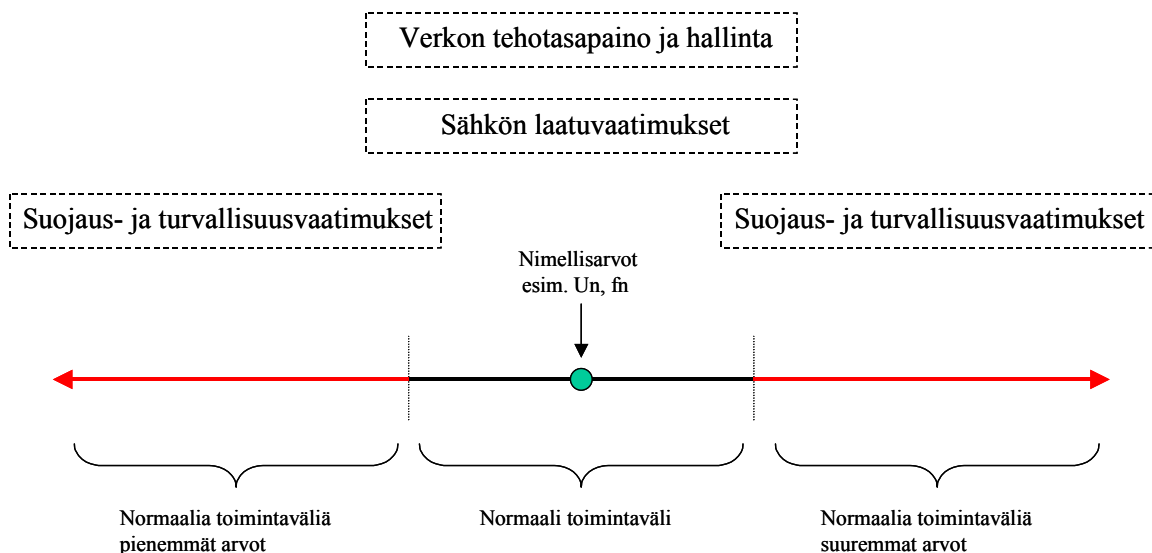 Verkon tehotasapaino ja hallinta
Sähkön laatuvaatimukset
Suojaus- ja turvallisuusvaatimukset
Suojaus- ja turvallisuusvaatimukset
Nimellisarvot
esim. Un, fn
Normaalia toimintaväliä
pienemmät arvot
Normaali toimintaväli
Normaalia toimintaväliä
suuremmat arvot